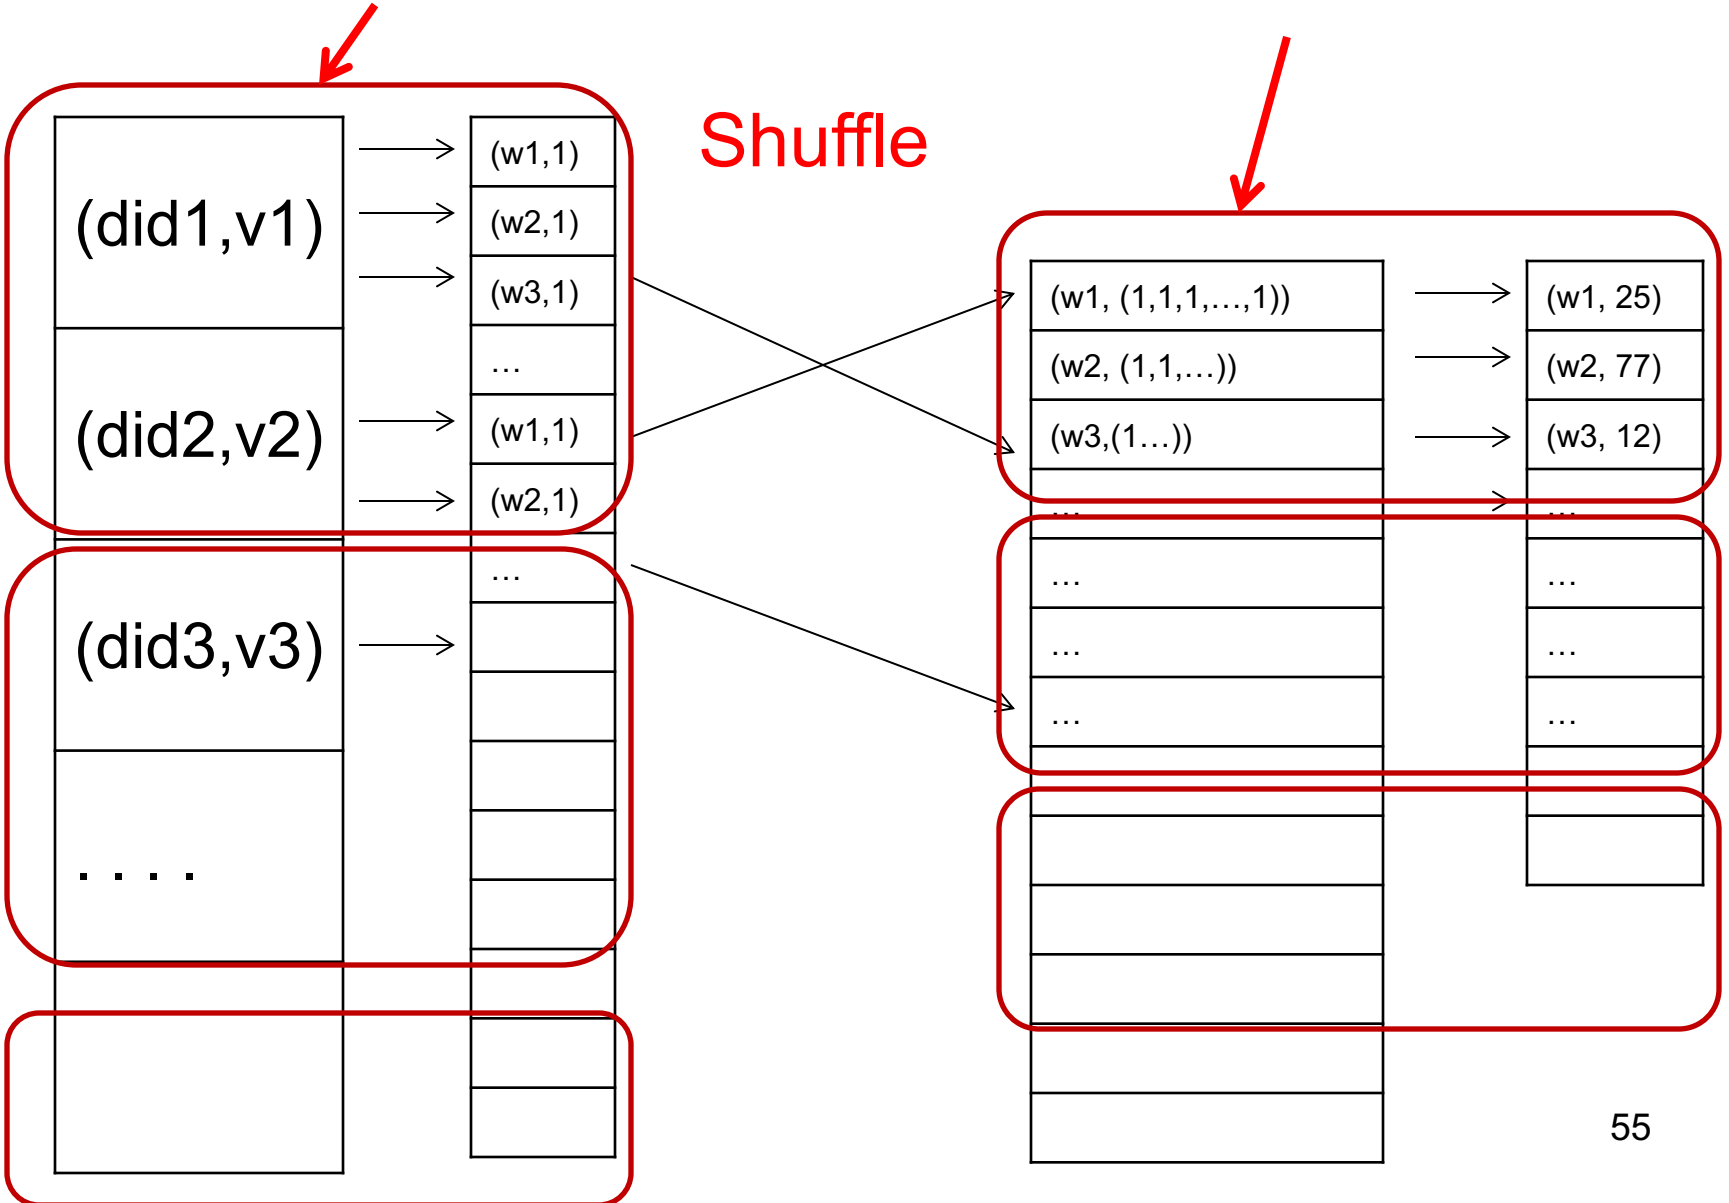 Shuffle
(did1,v1)
(did2,v2)
(did3,v3)
. . . .
(w1,1)
(w2,1)
(w3,1)
…
(w1,1)
(w2,1)
…
(w1, (1,1,1,…,1))
(w2, (1,1,…))
(w3,(1…))
…
…
…
…
(w1, 25)
(w2, 77)
(w3, 12)
…
…
…
…
55